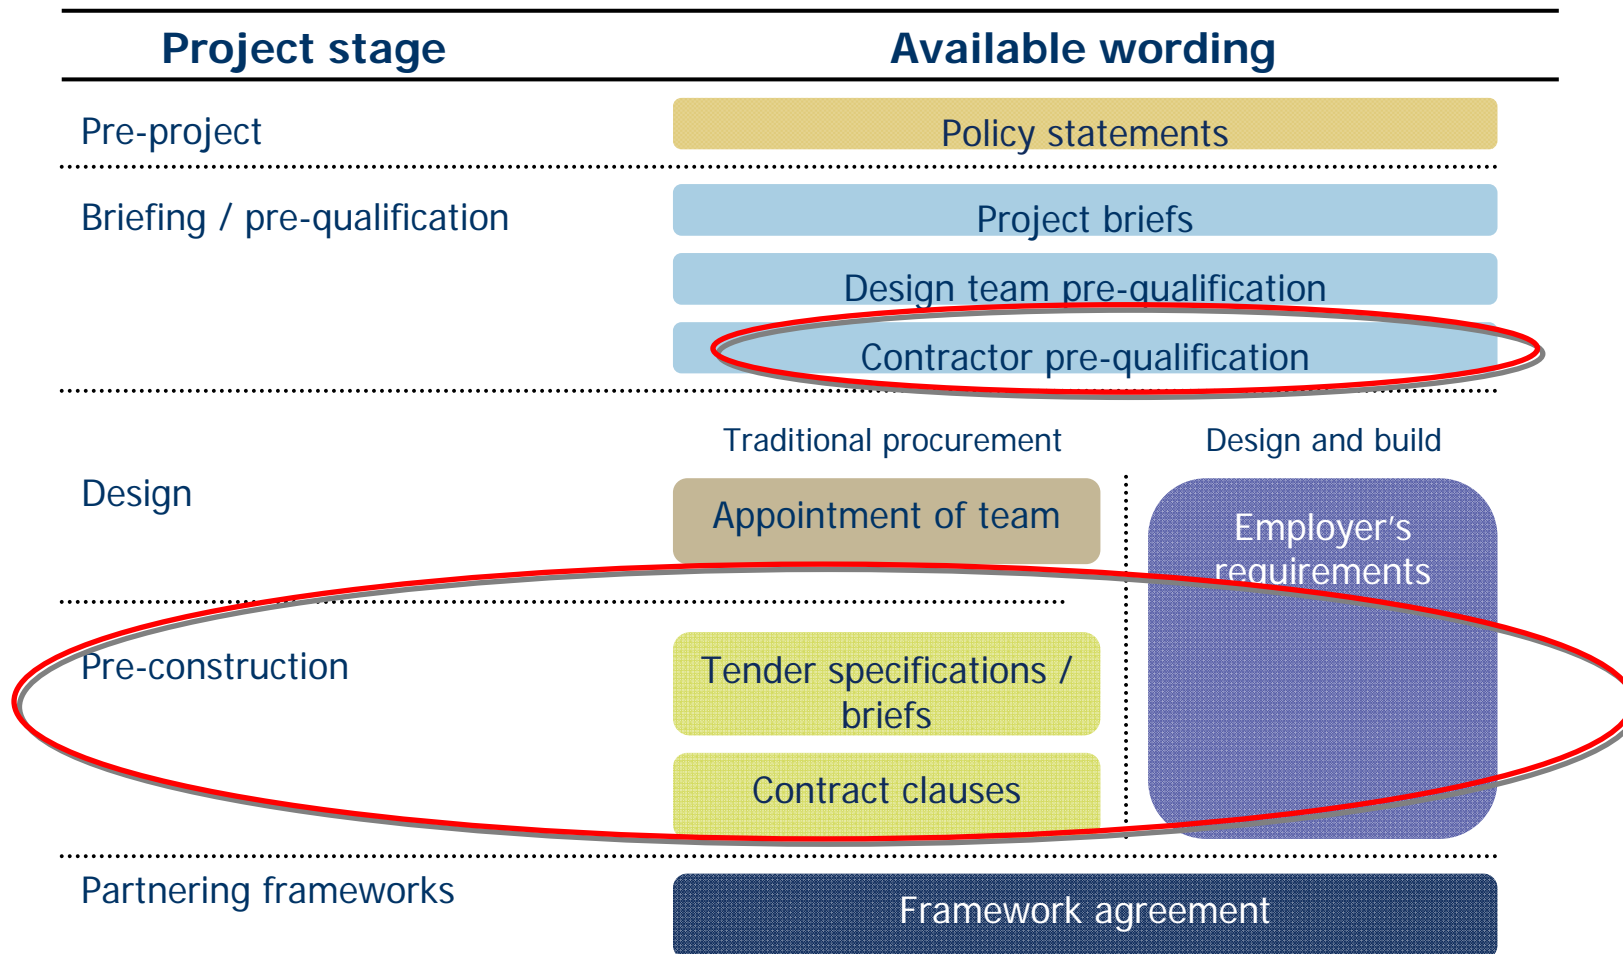 Project stage
Available wording
Pre-project
Policy statements
Briefing / pre-qualification
Project briefs
Design team pre-qualification
Contractor pre-qualification
Traditional procurement
Design and build
Design
Appointment of team
Employer’s
requirements
Pre-construction
Tender specifications /
briefs
Contract clauses
Partnering frameworks
Framework agreement